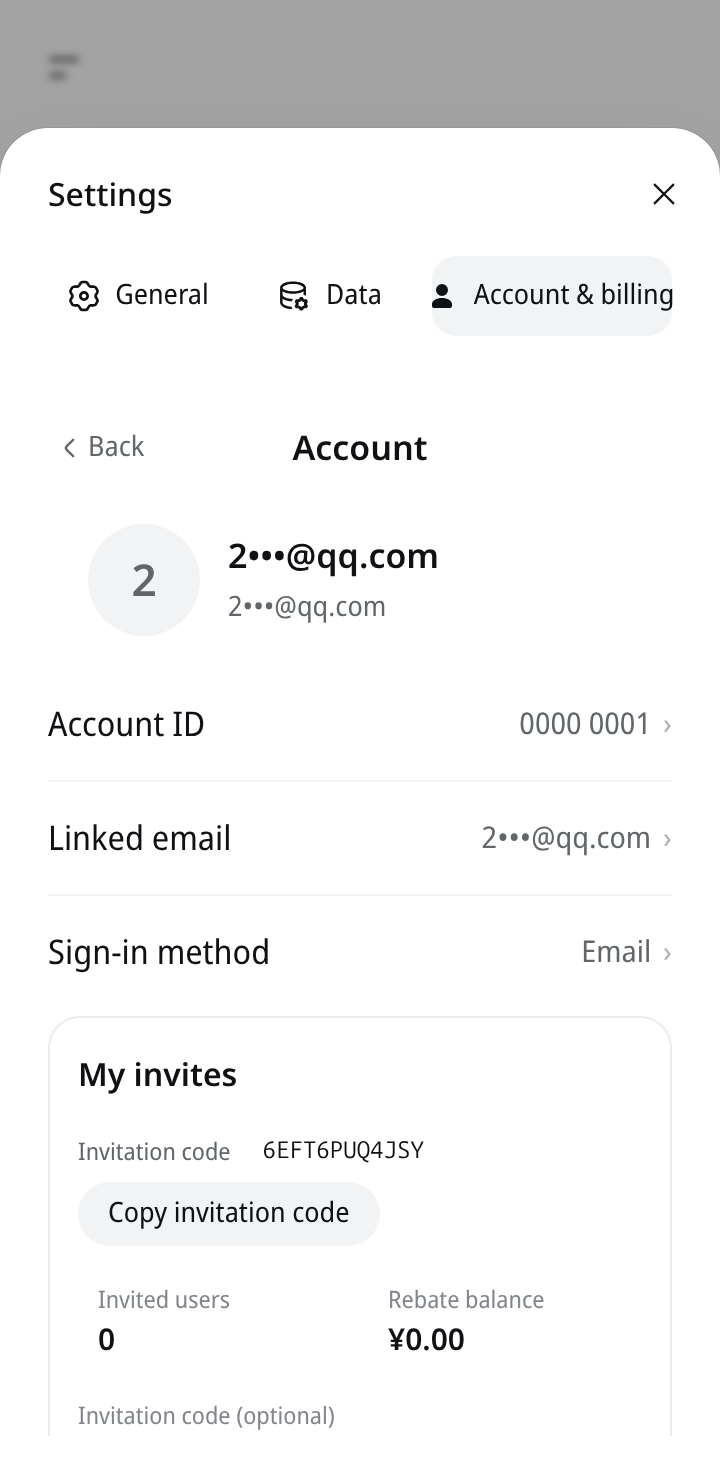 Settings
General Data Account & billing
Back Account
2
2•••@qq.com
2•••@qq.com
Account ID 0000 0001 ›
Linked email 2•••@qq.com ›
Sign-in method Email ›
My invites
Invitation code 6EFT6PUQ4JSY
Copy invitation code
Invited users Rebate balance
0 ¥0.00
Invitation code (optional)